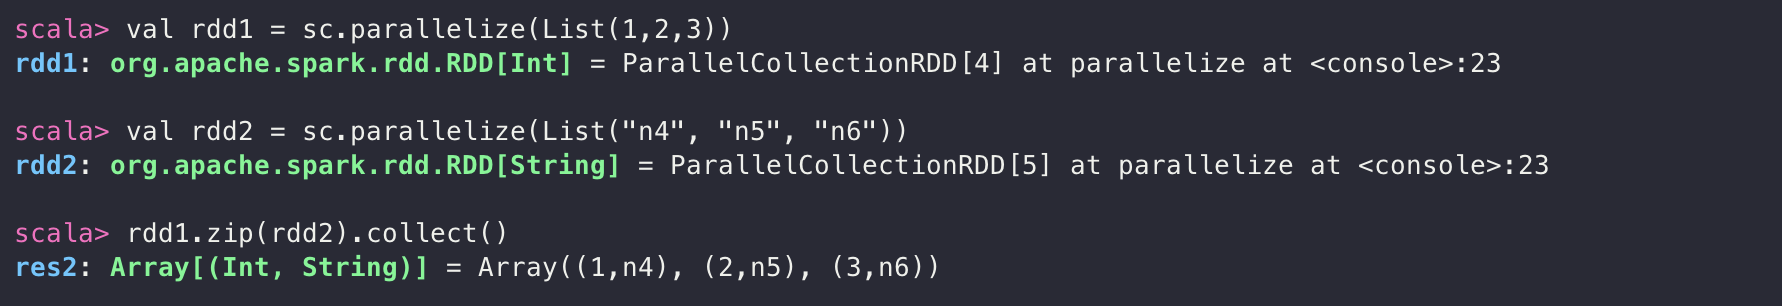 scala> val rdd1 = sc.parallelize(List(1,2,3))
rdd1: org.apache.spark.rdd.RDD[Int] = ParallelCollectionRDD[4] at parallelize at <console>:23
scala> val rdd2 = sc.parallelize(List("n4", "n5", "n6"))
rdd2: org.apache.spark.rdd.RDD[String] = ParallelCollectionRDD[5] at parallelize at <console>:23
scala> rdd1.zip(rdd2).collect()
res2: Array[(Int, String)] = Array((1,n4), (2,n5), (3,n6))